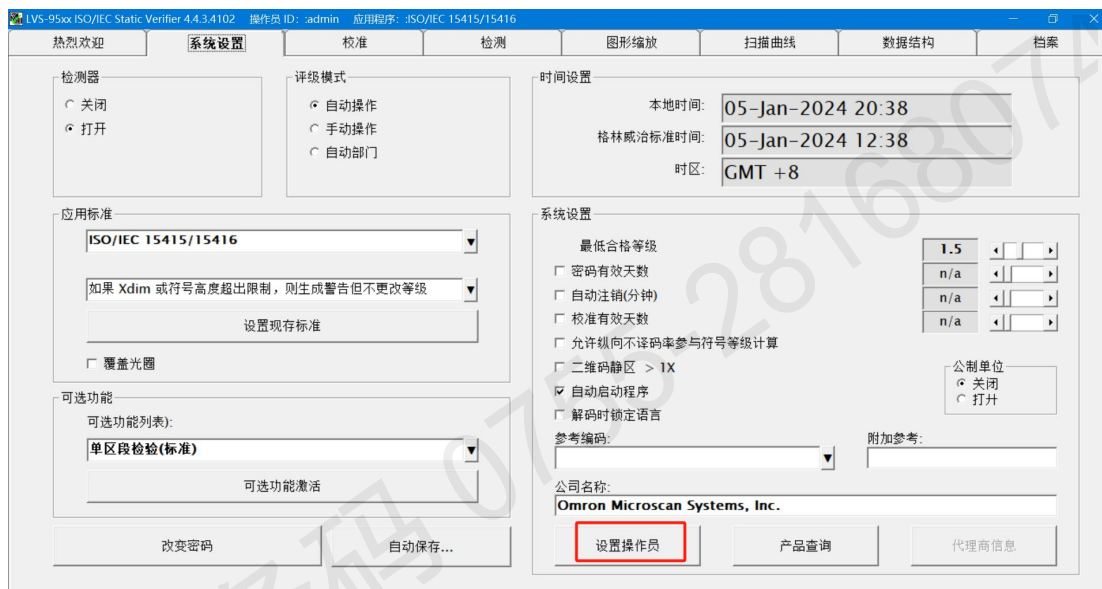 LVS-95xx ISO/IEC Static Verifier 4.4.3.4102 操作员 ID: :admin 应用程序: :ISO/IEC 15415/15416
热烈欢迎 系统设置 校准 检测 图形缩放 扫描曲线 数据结构 档案
检测器
关闭
打开
评级模式
自动操作
手动操作
自动部门
时间设置
本地时间: 05-Jan-2024 20:38
格林威治标准时间: 05-Jan-2024 12:38
时区: GMT +8
应用标准
ISO/IEC 15415/15416
如果 Xdim 或符号高度超出限制，则生成警告但不更改等级
设置现存标准
覆盖光圈
可选功能
可选功能列表):
单区段检验(标准)
可选功能激活
改变密码 自动保存...
系统设置
最低合格等级 1.5
密码有效天数 n/a
自动注销(分钟) n/a
校准有效天数 n/a
允许纵向不译码率参与符号等级计算
二维码静区 > 1X
自动启动程序
解码时锁定语言
公制单位
关闭
打开
参考编码: 附加参考:
公司名称:
Omron Microscan Systems, Inc.
设置操作员 产品查询 代理商信息
码 0755-28168074